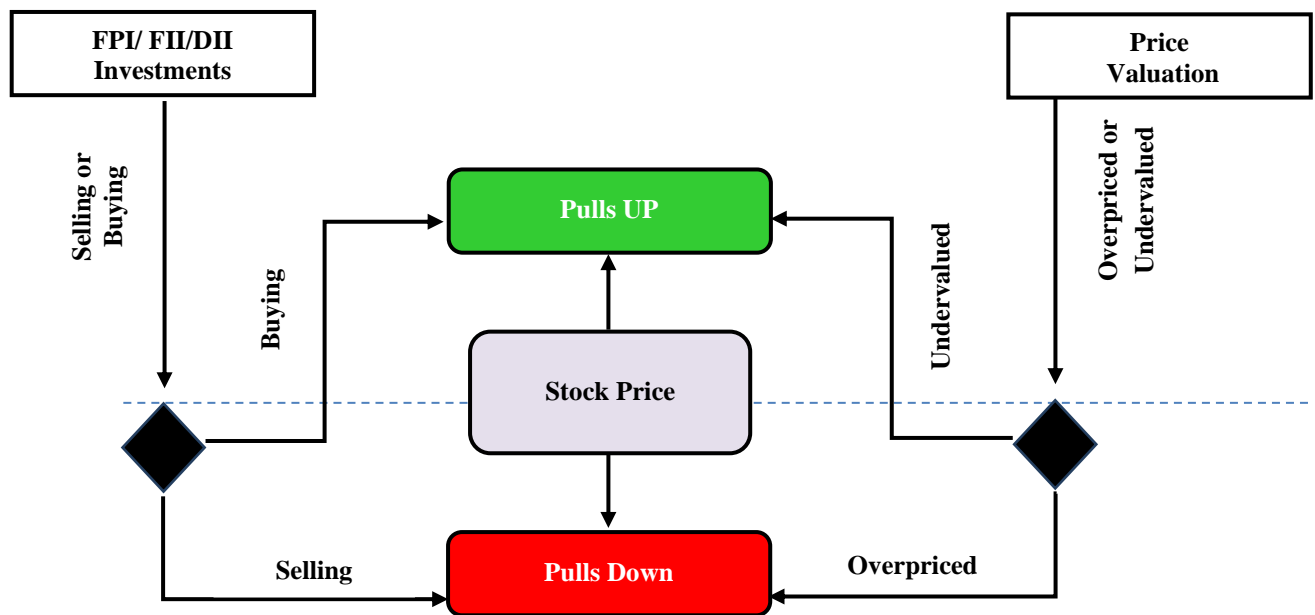 FPI/ FII/DII
Investments
Price
Valuation
Selling or
Buying
Overpriced or
Undervalued
Pulls UP
Buying
Undervalued
Stock Price
Selling
Pulls Down
Overpriced